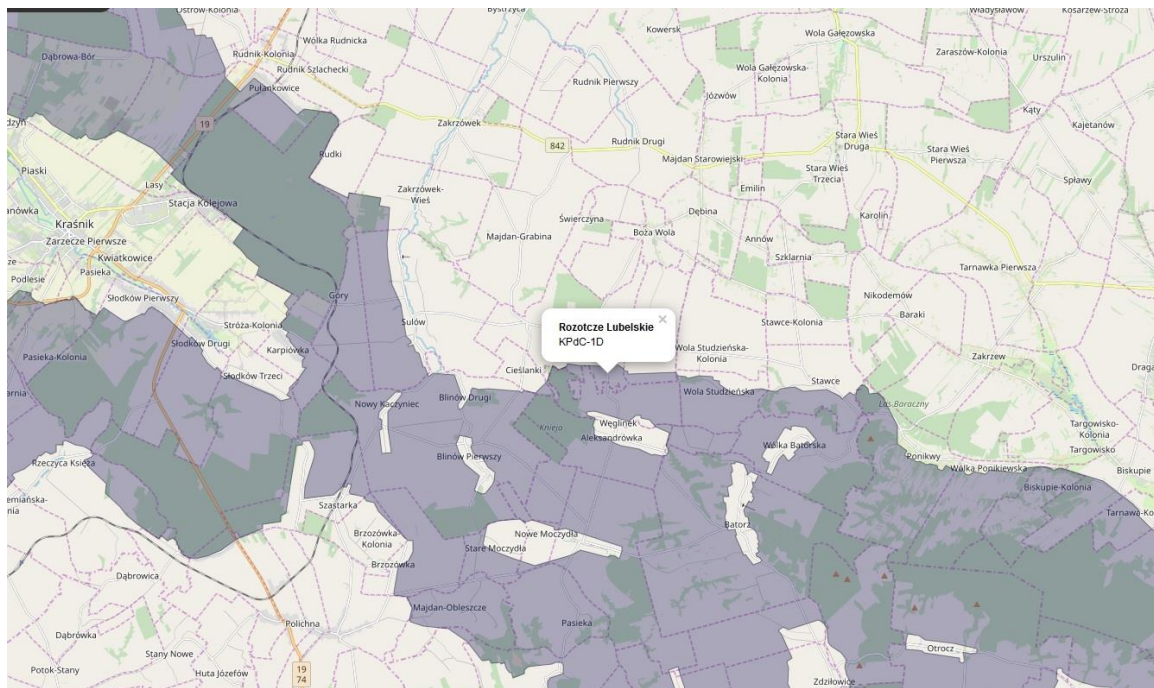 Ostrów-Kolonia
Bystrzyca
Władysławów
Kosarzew-Stróża
Wólka Rudnicka
Kowersk
Wola Gałęzowska
Dąbrowa-Bór
Rudnik-Kolonia
Zaraszów-Kolonia
Urszulin
Rudnik Szlachecki
Wola Gałęzowska-
Kolonia
Rudnik Pierwszy
Pułankowice
Józwów
Kąty
19
Zakrzówek
Kajetanów
842
Rudnik Drugi
Stara Wieś
Druga
Stara Wieś
Pierwsza
Rudki
Majdan Starowiejski
Piaski
Stara Wieś
Trzecia
Lasy
Zakrzówek-
Wieś
Emilin
Spławy
Stacja Kolejowa
Kraśnik
Świerczyna
Dębina
Karolin
Zarzecze Pierwsze
Majdan-Grabina
Boża Wola
Annów
Kwiatkowice
Szklarnia
Pasieka
Tarnawka Pierwsza
Podlesie
Słodków Pierwszy
Góry
Nikodemów
Stróża-Kolonia
Sulów
Rozotcze Lubelskie
×
KPdC-1D
Stawce-Kolonia
Baraki
Słodków Drugi
Karpiówka
Wola Studzieńska-
Kolonia
Pasieka-Kolonia
Zakrzew
Słodków Trzeci
Cieślanki
Stawce
Blinów Drugi
Wola Studzieńska
Nowy Kaczyniec
Las Baraczny
Knieja
Węglinek
Targowisko-
Kolonia
Aleksandrówka
Wólka Batorska
Targowisko
Blinów Pierwszy
Ponikwy
Rzeczyca Księża
Wólka Ponikiewska
Biskupie
Biskupie-Kolonia
Szastarka
Batorz
Brzozówka-
Kolonia
Nowe Moczydła
Stare Moczydła
Brzozówka
Dąbrowica
Majdan-Obleszcze
Polichna
Pasieka
Dąbrówka
Otrocz
Stany Nowe
Potok-Stany
Huta Józefów
19
74
Zdziłowice